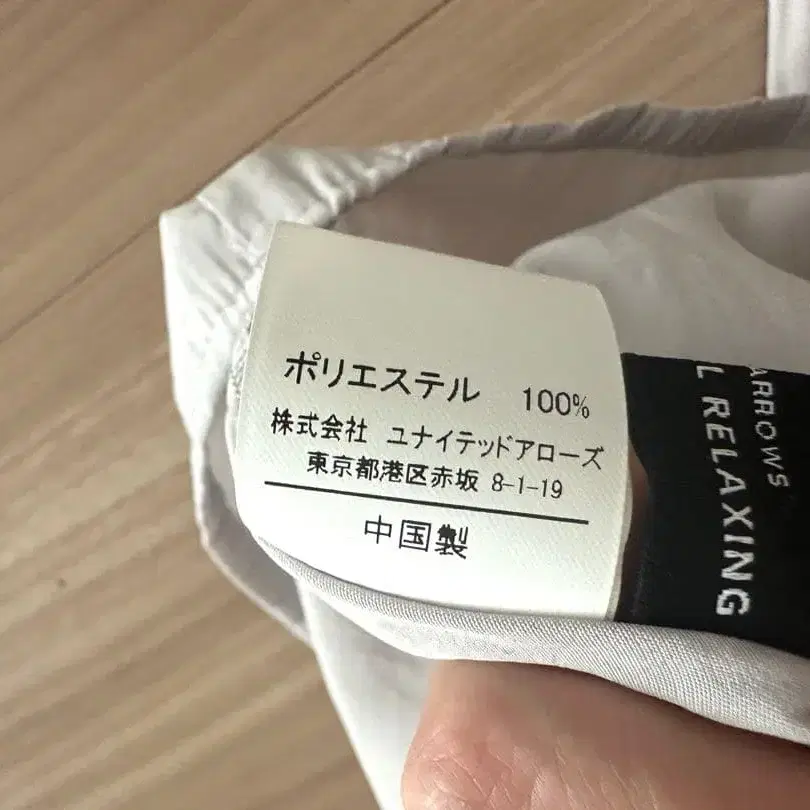 ポリエステル 100%
株式会社 ユナイテッドアローズ
東京都港区赤坂 8-1-19
中国製
ARROWS
L RELAXING